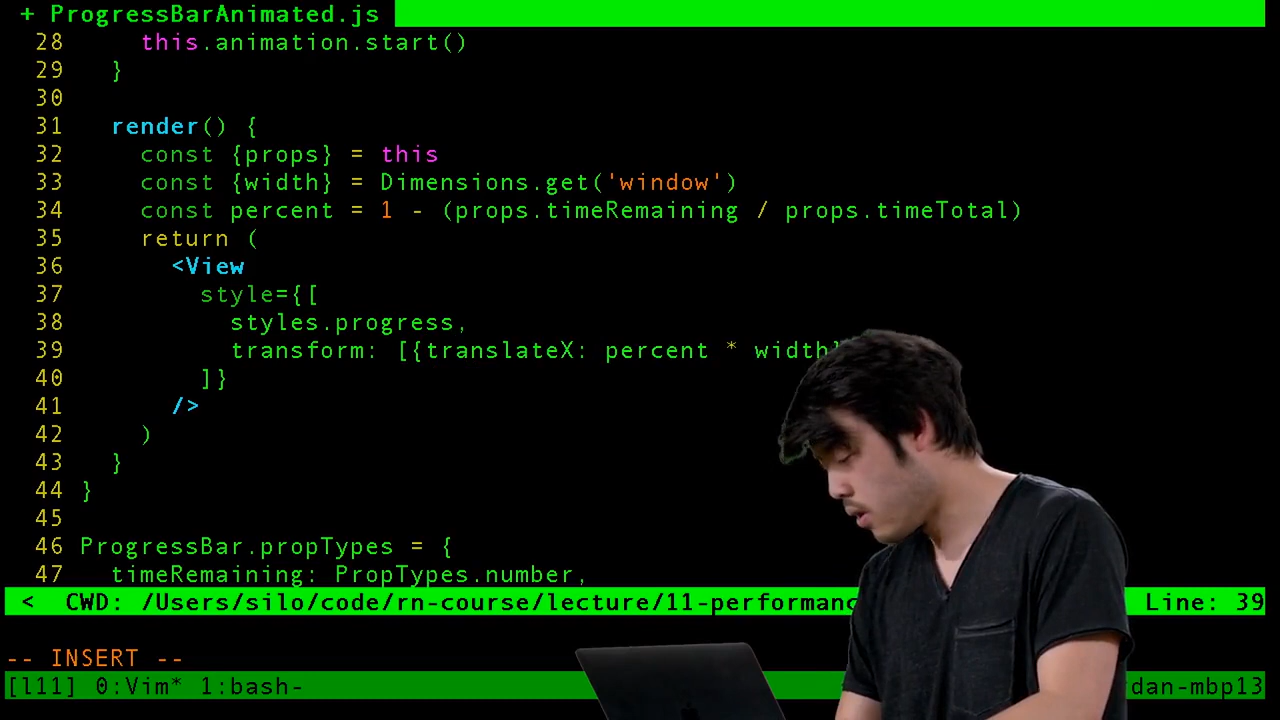 + ProgressBarAnimated.js
28 this.animation.start()
29 }
30
31 render() {
32 const {props} = this
33 const {width} = Dimensions.get('window')
34 const percent = 1 - (props.timeRemaining / props.timeTotal)
35 return (
36 <View
37 style={[
38 styles.progress,
39 transform: [{translateX: percent * width}
40 ]}
41 />
42 )
43 }
44 }
45
46 ProgressBar.propTypes = {
47 timeRemaining: PropTypes.number,
< CWD: /Users/silo/code/rn-course/lecture/11-performanc Line: 39
-- INSERT --
[l11] 0:Vim* 1:bash- dan-mbp13